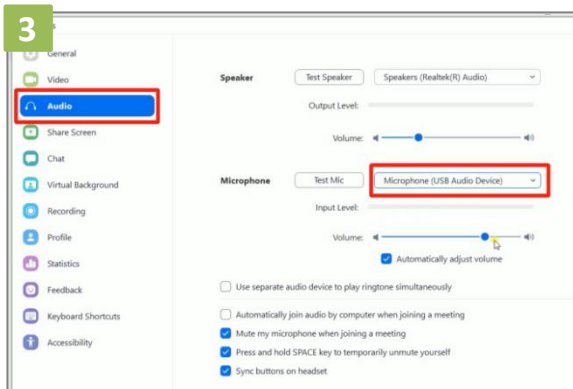 3
s
General
Video
Audio
Share Screen
Chat
Virtual Background
Recording
Profile
Statistics
Feedback
Keyboard Shortcuts
Accessibility
Speaker Test Speaker Speakers (Realtek(R) Audio)
Output Level:
Volume:
Microphone Test Mic Microphone (USB Audio Device)
Input Level:
Volume:
Automatically adjust volume
Use separate audio device to play ringtone simultaneously
Automatically join audio by computer when joining a meeting
Mute my microphone when joining a meeting
Press and hold SPACE key to temporarily unmute yourself
Sync buttons on headset